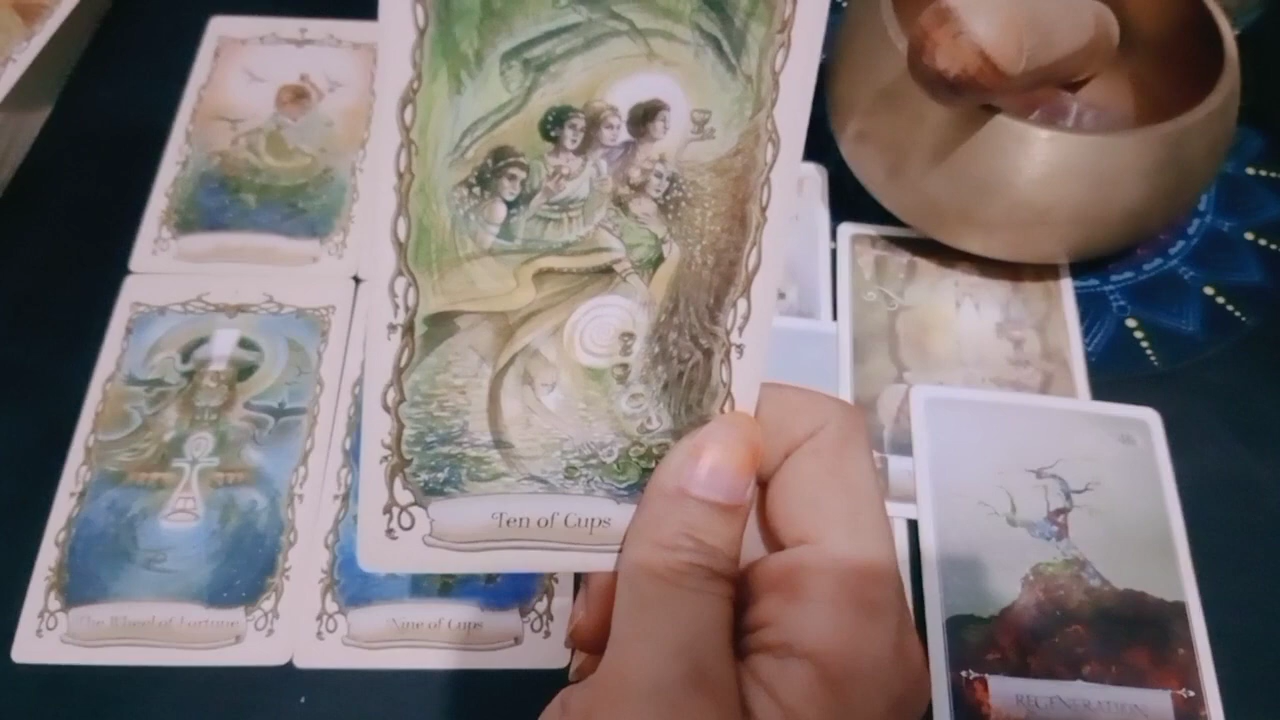 Ten of Cups
The Wheel of Fortune
Nine of Cups
REGENERATION